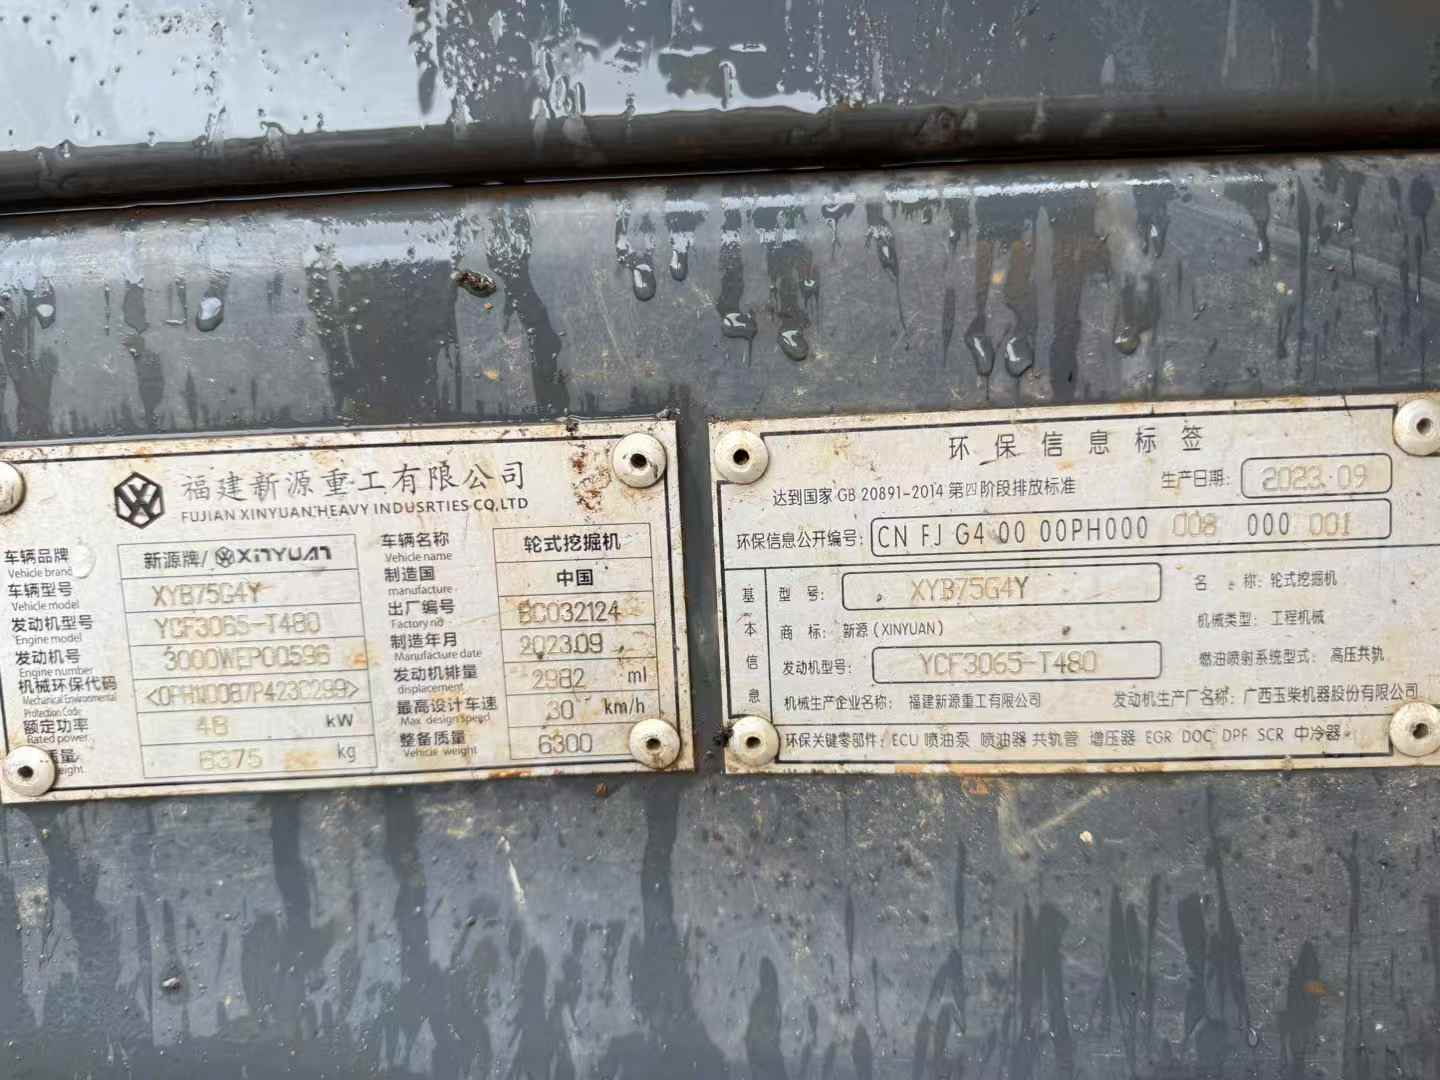 福建新源重工有限公司
FUJIAN XINYUAN HEAVY INDUSRTIES CO.,LTD
车辆品牌 新源牌/ XINYUAN 车辆名称 轮式挖掘机
Vehicle brand Vehicle name
车辆型号 XYB75G4Y 制造国 中国
Vehicle model manufacture
发动机型号 YCF3065-T480 出厂编号 BC032124
Engine model Factory no
发动机号 3000WEP00596 制造年月 2023.09
Engine number Manufacture date
机械环保代码 发动机排量 2982 ml
Mechanical Environmental Protection Code displacement
额定功率 48 kW 最高设计车速 30 km/h
Rated power Max. design speed
质量 6375 kg 整备质量 6300
Vehicle weight
环保信息标签
达到国家 GB 20891-2014 第四阶段排放标准 生产日期: 2023.09
环保信息公开编号: CN FJ G4 00 00PH000 008 000 001
基本信息
型 号: XYB75G4Y 名 称: 轮式挖掘机
商 标: 新源(XINYUAN) 机械类型: 工程机械
发动机型号: YCF3065-T480 燃油喷射系统型式: 高压共轨
机械生产企业名称: 福建新源重工有限公司 发动机生产厂名称: 广西玉柴机器股份有限公司
环保关键零部件: ECU 喷油泵 喷油器 共轨管 增压器 EGR DOC DPF SCR 中冷器